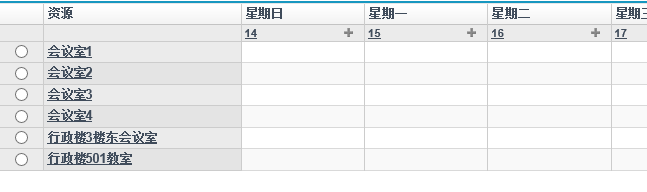 资源 星期日 星期一 星期二 星期三
14 + 15 + 16 + 17
会议室1
会议室2
会议室3
会议室4
行政楼3楼东会议室
行政楼501教室